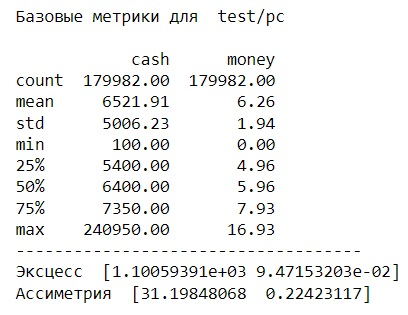 Базовые метрики для  test/pc
            cash      money
count  179982.00  179982.00
mean     6521.91       6.26
std      5006.23       1.94
min       100.00       0.00
25%      5400.00       4.96
50%      6400.00       5.96
75%      7350.00       7.93
max    240950.00      16.93
------------------------------------
Эксцесс  [1.10059391e+03 9.47153203e-02]
Ассиметрия  [31.19848068  0.22423117]